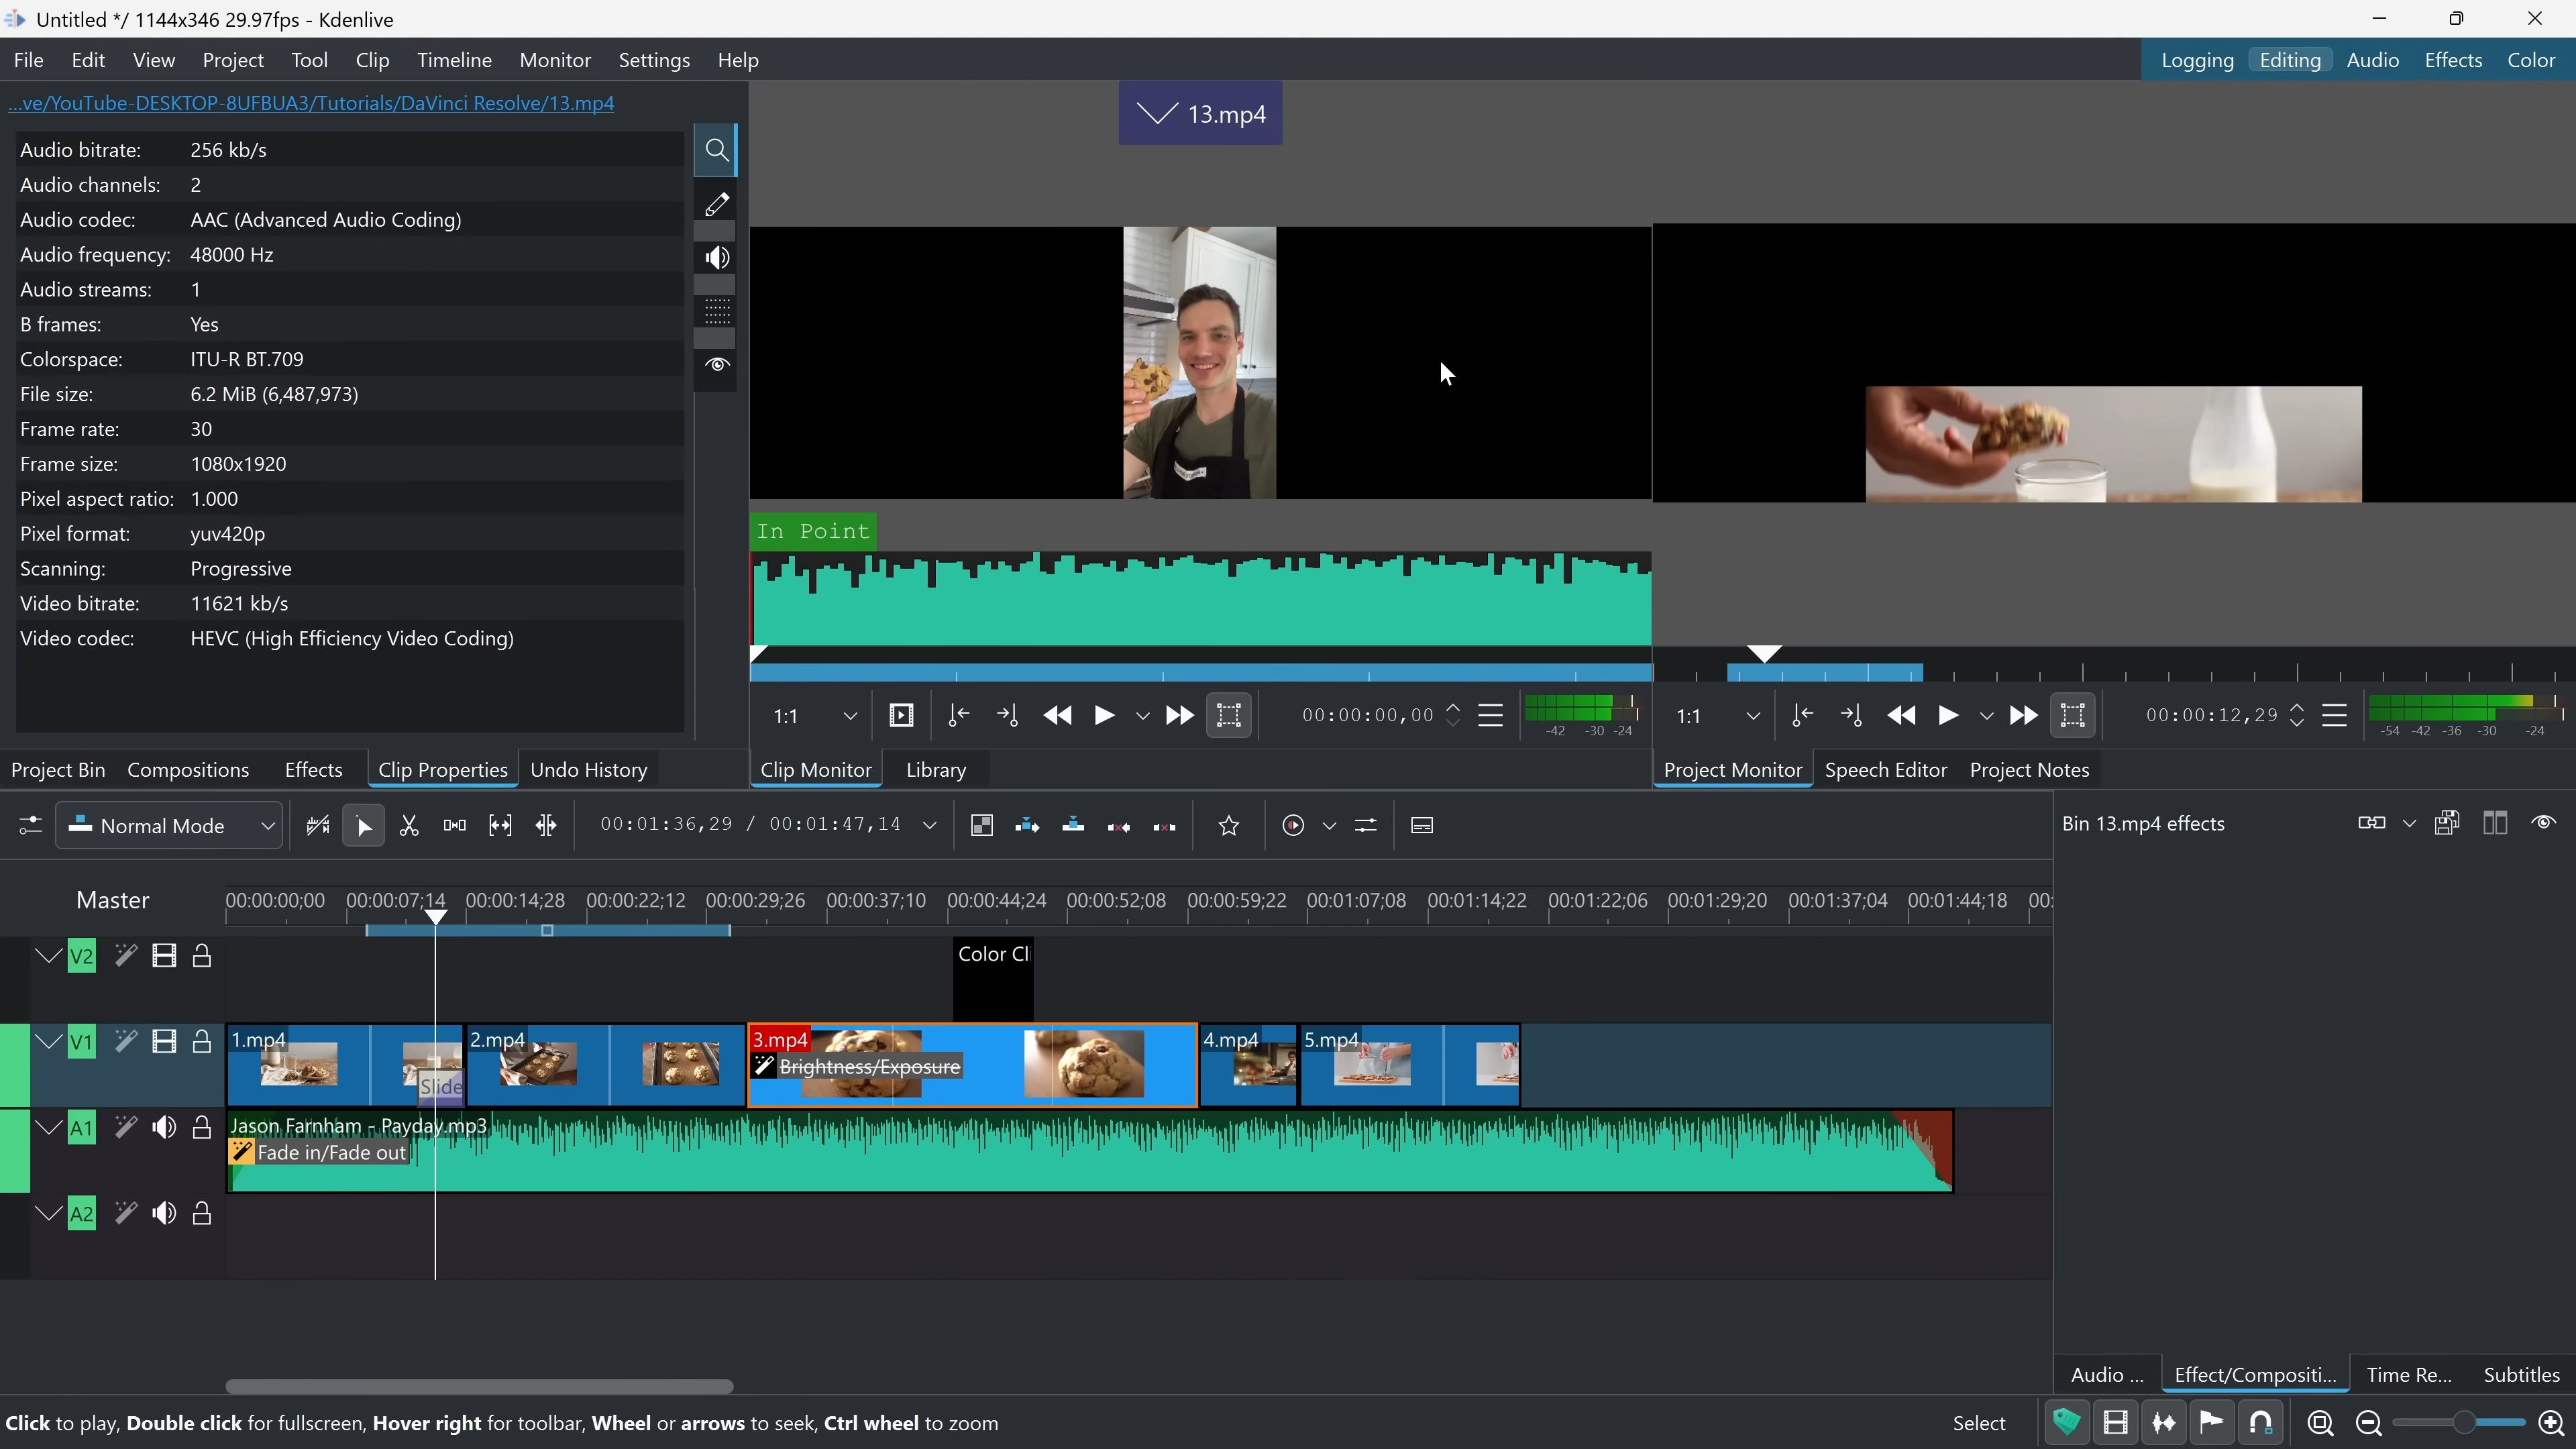 Untitled */ 1144x346 29.97fps - Kdenlive
File Edit View Project Tool Clip Timeline Monitor Settings Help
Logging Editing Audio Effects Color
...ve/YouTube-DESKTOP-8UFBUA3/Tutorials/DaVinci Resolve/13.mp4
Audio bitrate: 256 kb/s
Audio channels: 2
Audio codec: AAC (Advanced Audio Coding)
Audio frequency: 48000 Hz
Audio streams: 1
B frames: Yes
Colorspace: ITU-R BT.709
File size: 6.2 MiB (6,487,973)
Frame rate: 30
Frame size: 1080x1920
Pixel aspect ratio: 1.000
Pixel format: yuv420p
Scanning: Progressive
Video bitrate: 11621 kb/s
Video codec: HEVC (High Efficiency Video Coding)
13.mp4
In Point
1:1 00:00:00,00 -42 -30 -24
1:1 00:00:12,29 -54 -42 -36 -30 -24
Project Bin Compositions Effects Clip Properties Undo History
Clip Monitor Library
Project Monitor Speech Editor Project Notes
Normal Mode 00:01:36,29 / 00:01:47,14
Bin 13.mp4 effects
Master 00:00:00;00 00:00:07;14 00:00:14;28 00:00:22;12 00:00:29;26 00:00:37;10 00:00:44;24 00:00:52;08 00:00:59;22 00:01:07;08 00:01:14;22 00:01:22;06 00:01:29;20 00:01:37;04 00:01:44;18 00:
V2 Color Cli
V1 1.mp4 2.mp4 3.mp4 4.mp4 5.mp4
Brightness/Exposure
Slide
A1 Jason Farnham - Payday.mp3
Fade in/Fade out
A2
Audio ... Effect/Compositi... Time Re... Subtitles
Click to play, Double click for fullscreen, Hover right for toolbar, Wheel or arrows to seek, Ctrl wheel to zoom
Select